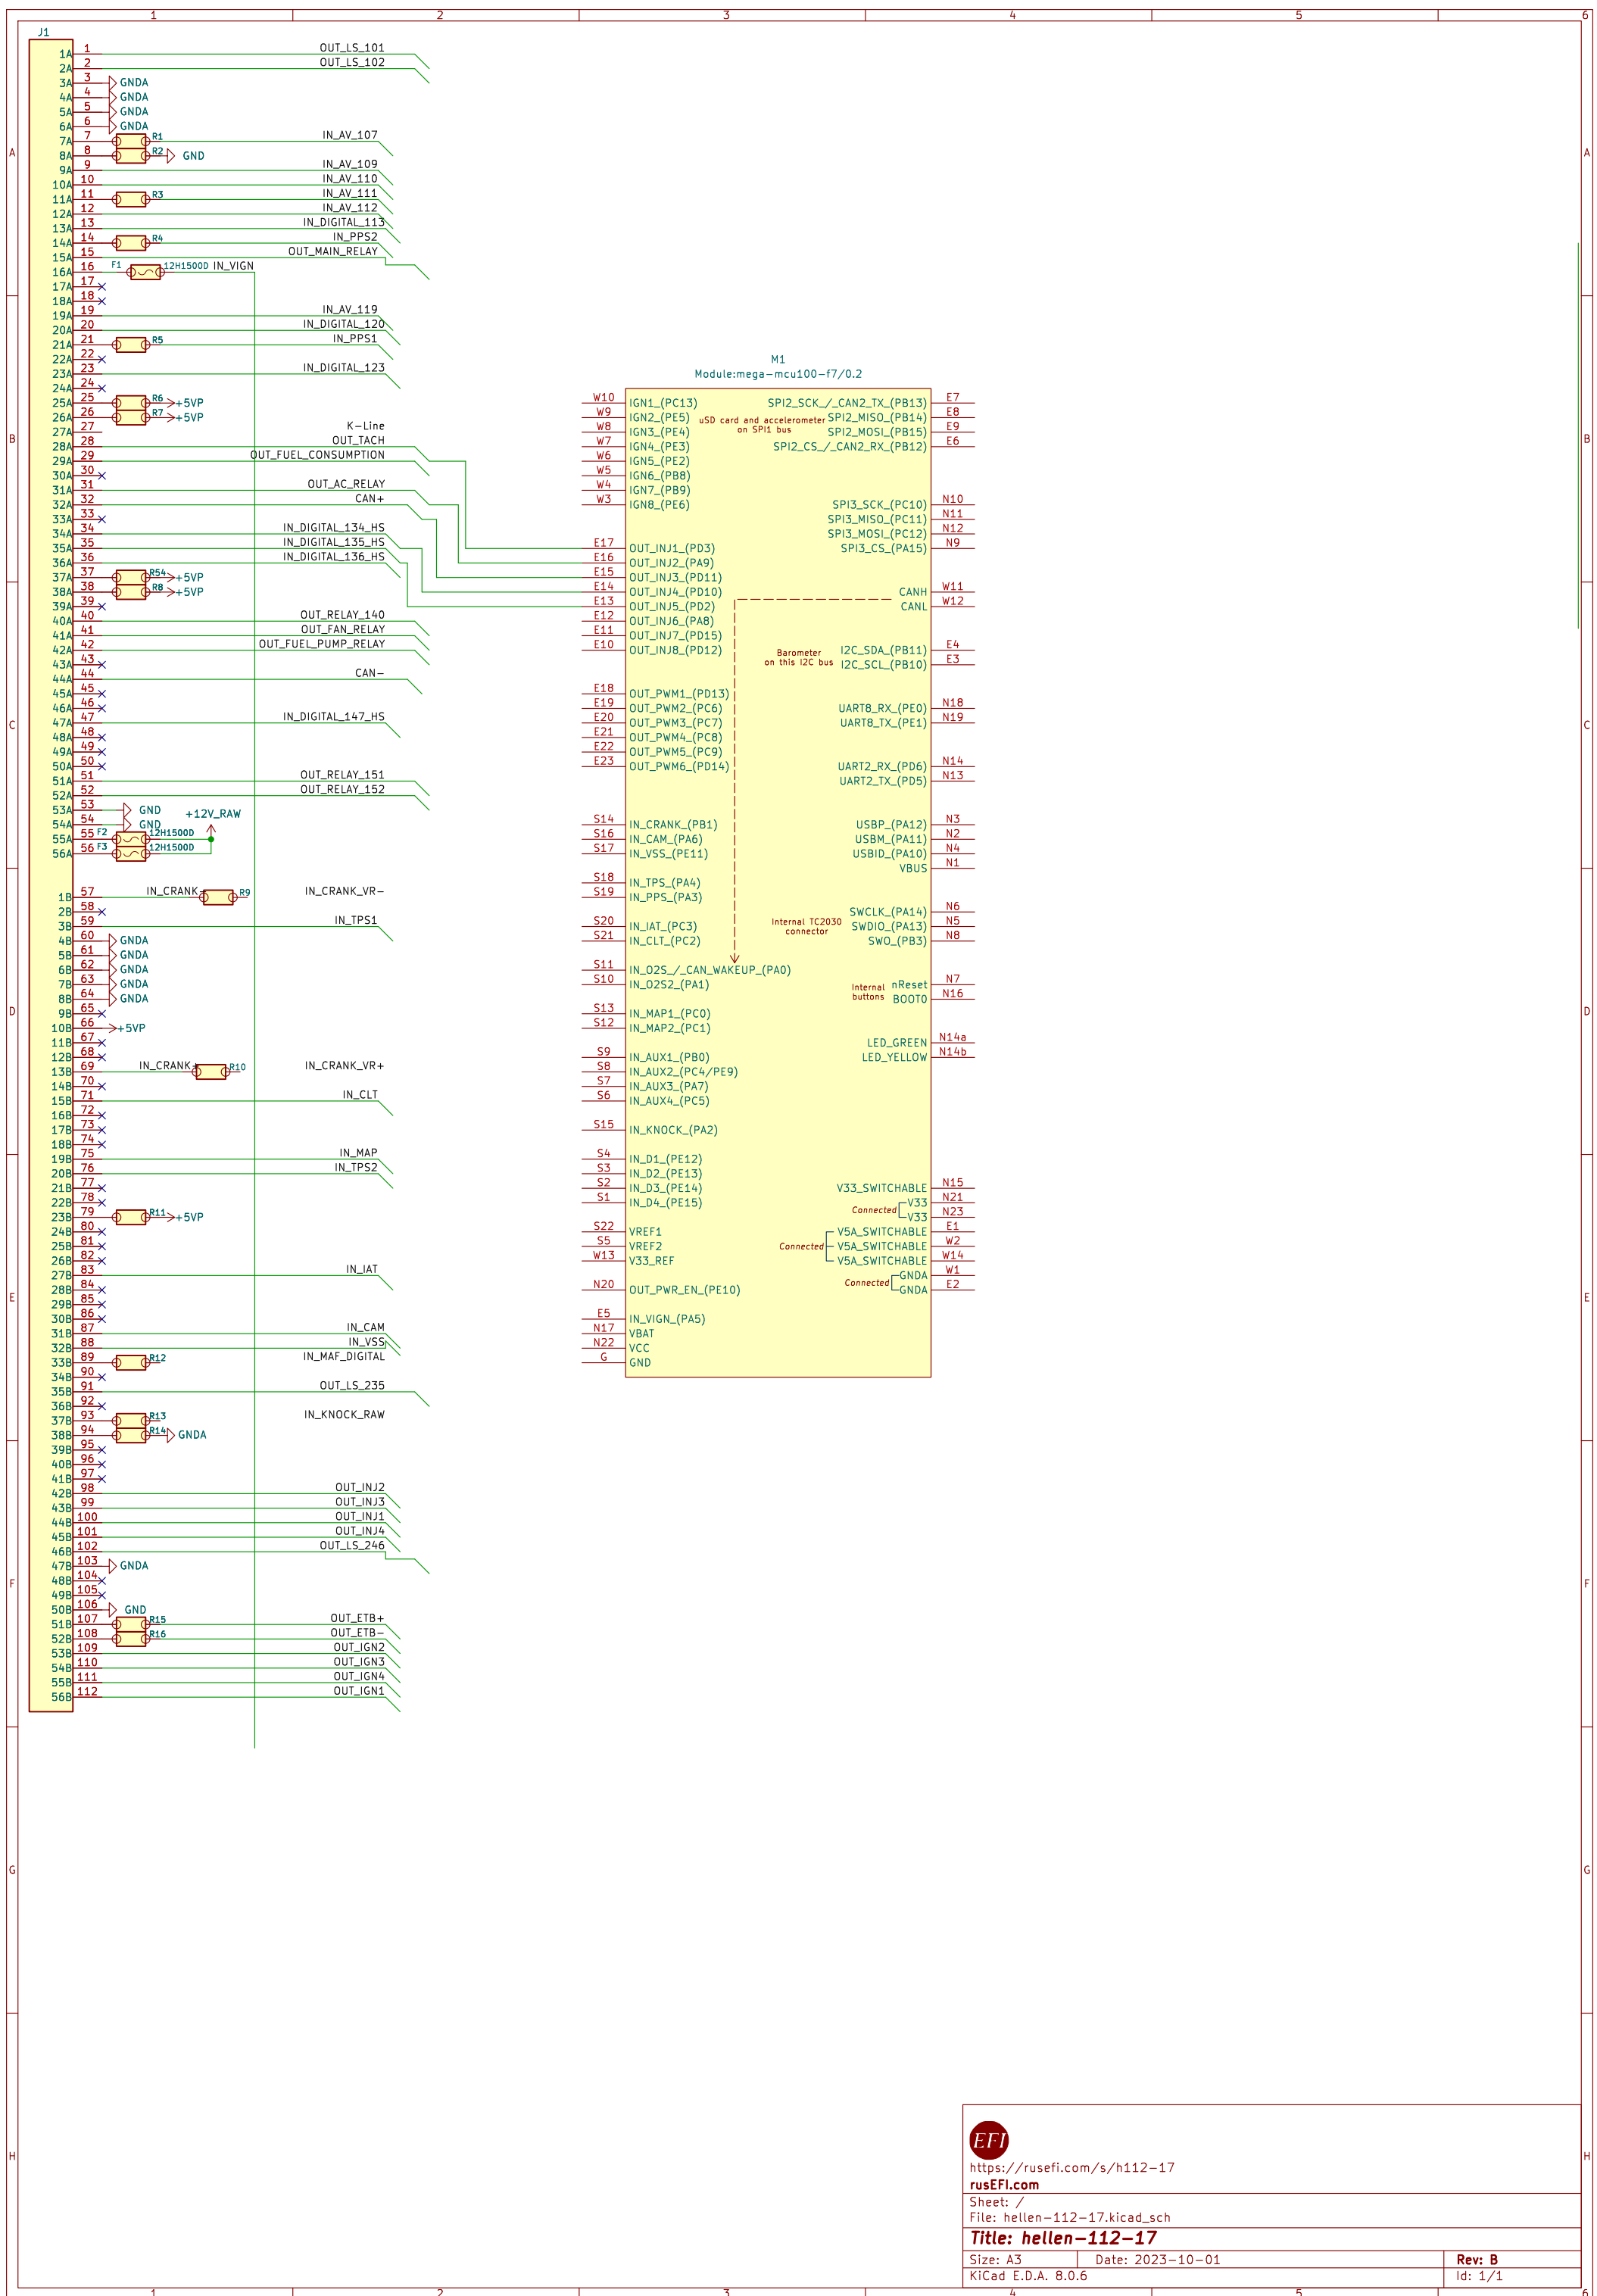 1 2 3 4 5 6
J1
1A 1 OUT_LS_101
2A 2 OUT_LS_102
3A 3 GNDA
4A 4 GNDA
5A 5 GNDA
6A 6 GNDA
7A 7 R1 IN_AV_107
8A 8 R2 GND
9A 9 IN_AV_109
10A 10 IN_AV_110
11A 11 R3 IN_AV_111
12A 12 IN_AV_112
13A 13 IN_DIGITAL_113
14A 14 R4 IN_PPS2
15A 15 OUT_MAIN_RELAY
16A 16 F1 12H1500D IN_VIGN
17A 17
18A 18
19A 19 IN_AV_119
20A 20 IN_DIGITAL_120
21A 21 R5 IN_PPS1
22A 22
23A 23 IN_DIGITAL_123
24A 24
25A 25 R6 +5VP
26A 26 R7 +5VP
27A 27 K-Line
28A 28 OUT_TACH
29A 29 OUT_FUEL_CONSUMPTION
30A 30
31A 31 OUT_AC_RELAY
32A 32 CAN+
33A 33
34A 34 IN_DIGITAL_134_HS
35A 35 IN_DIGITAL_135_HS
36A 36 IN_DIGITAL_136_HS
37A 37 R54 +5VP
38A 38 R8 +5VP
39A 39
40A 40 OUT_RELAY_140
41A 41 OUT_FAN_RELAY
42A 42 OUT_FUEL_PUMP_RELAY
43A 43
44A 44 CAN-
45A 45
46A 46
47A 47 IN_DIGITAL_147_HS
48A 48
49A 49
50A 50
51A 51 OUT_RELAY_151
52A 52 OUT_RELAY_152
53A 53 GND
54A 54 GND +12V_RAW
55A 55 F2 12H1500D
56A 56 F3 12H1500D
1B 57 IN_CRANK- R9 IN_CRANK_VR-
2B 58
3B 59 IN_TPS1
4B 60 GNDA
5B 61 GNDA
6B 62 GNDA
7B 63 GNDA
8B 64 GNDA
9B 65
10B 66 +5VP
11B 67
12B 68
13B 69 IN_CRANK+ R10 IN_CRANK_VR+
14B 70
15B 71 IN_CLT
16B 72
17B 73
18B 74
19B 75 IN_MAP
20B 76 IN_TPS2
21B 77
22B 78
23B 79 R11 +5VP
24B 80
25B 81
26B 82
27B 83 IN_IAT
28B 84
29B 85
30B 86
31B 87 IN_CAM
32B 88 IN_VSS
33B 89 R12 IN_MAF_DIGITAL
34B 90
35B 91 OUT_LS_235
36B 92
37B 93 R13 IN_KNOCK_RAW
38B 94 R14 GNDA
39B 95
40B 96
41B 97
42B 98 OUT_INJ2
43B 99 OUT_INJ3
44B 100 OUT_INJ1
45B 101 OUT_INJ4
46B 102 OUT_LS_246
47B 103 GNDA
48B 104
49B 105
50B 106 GND
51B 107 R15 OUT_ETB+
52B 108 R16 OUT_ETB-
53B 109 OUT_IGN2
54B 110 OUT_IGN3
55B 111 OUT_IGN4
56B 112 OUT_IGN1
M1
Module:mega-mcu100-f7/0.2
W10 IGN1_(PC13)
W9 IGN2_(PE5)
W8 IGN3_(PE4)
W7 IGN4_(PE3)
W6 IGN5_(PE2)
W5 IGN6_(PB8)
W4 IGN7_(PB9)
W3 IGN8_(PE6)
E17 OUT_INJ1_(PD3)
E16 OUT_INJ2_(PA9)
E15 OUT_INJ3_(PD11)
E14 OUT_INJ4_(PD10)
E13 OUT_INJ5_(PD2)
E12 OUT_INJ6_(PA8)
E11 OUT_INJ7_(PD15)
E10 OUT_INJ8_(PD12)
E18 OUT_PWM1_(PD13)
E19 OUT_PWM2_(PC6)
E20 OUT_PWM3_(PC7)
E21 OUT_PWM4_(PC8)
E22 OUT_PWM5_(PC9)
E23 OUT_PWM6_(PD14)
S14 IN_CRANK_(PB1)
S16 IN_CAM_(PA6)
S17 IN_VSS_(PE11)
S18 IN_TPS_(PA4)
S19 IN_PPS_(PA3)
S20 IN_IAT_(PC3)
S21 IN_CLT_(PC2)
S11 IN_O2S_/_CAN_WAKEUP_(PA0)
S10 IN_O2S2_(PA1)
S13 IN_MAP1_(PC0)
S12 IN_MAP2_(PC1)
S9 IN_AUX1_(PB0)
S8 IN_AUX2_(PC4/PE9)
S7 IN_AUX3_(PA7)
S6 IN_AUX4_(PC5)
S15 IN_KNOCK_(PA2)
S4 IN_D1_(PE12)
S3 IN_D2_(PE13)
S2 IN_D3_(PE14)
S1 IN_D4_(PE15)
S22 VREF1
S5 VREF2
W13 V33_REF
N20 OUT_PWR_EN_(PE10)
E5 IN_VIGN_(PA5)
N17 VBAT
N22 VCC
G GND
uSD card and accelerometer
on SPI1 bus
Barometer
on this I2C bus
Internal TC2030
connector
Internal
buttons
Connected
Connected
Connected
SPI2_SCK_/_CAN2_TX_(PB13) E7
SPI2_MISO_(PB14) E8
SPI2_MOSI_(PB15) E9
SPI2_CS_/_CAN2_RX_(PB12) E6
SPI3_SCK_(PC10) N10
SPI3_MISO_(PC11) N11
SPI3_MOSI_(PC12) N12
SPI3_CS_(PA15) N9
CANH W11
CANL W12
I2C_SDA_(PB11) E4
I2C_SCL_(PB10) E3
UART8_RX_(PE0) N18
UART8_TX_(PE1) N19
UART2_RX_(PD6) N14
UART2_TX_(PD5) N13
USBP_(PA12) N3
USBM_(PA11) N2
USBID_(PA10) N4
VBUS N1
SWCLK_(PA14) N6
SWDIO_(PA13) N5
SWO_(PB3) N8
nReset N7
BOOT0 N16
LED_GREEN N14a
LED_YELLOW N14b
V33_SWITCHABLE N15
V33 N21
V33 N23
V5A_SWITCHABLE E1
V5A_SWITCHABLE W2
V5A_SWITCHABLE W14
GNDA W1
GNDA E2
A A
B B
C C
D D
E E
F F
G G
H H
EFI
https://rusefi.com/s/h112-17
rusEFI.com
Sheet: /
File: hellen-112-17.kicad_sch
Title: hellen-112-17
Size: A3 Date: 2023-10-01 Rev: B
KiCad E.D.A. 8.0.6 Id: 1/1
1 2 3 4 5 6